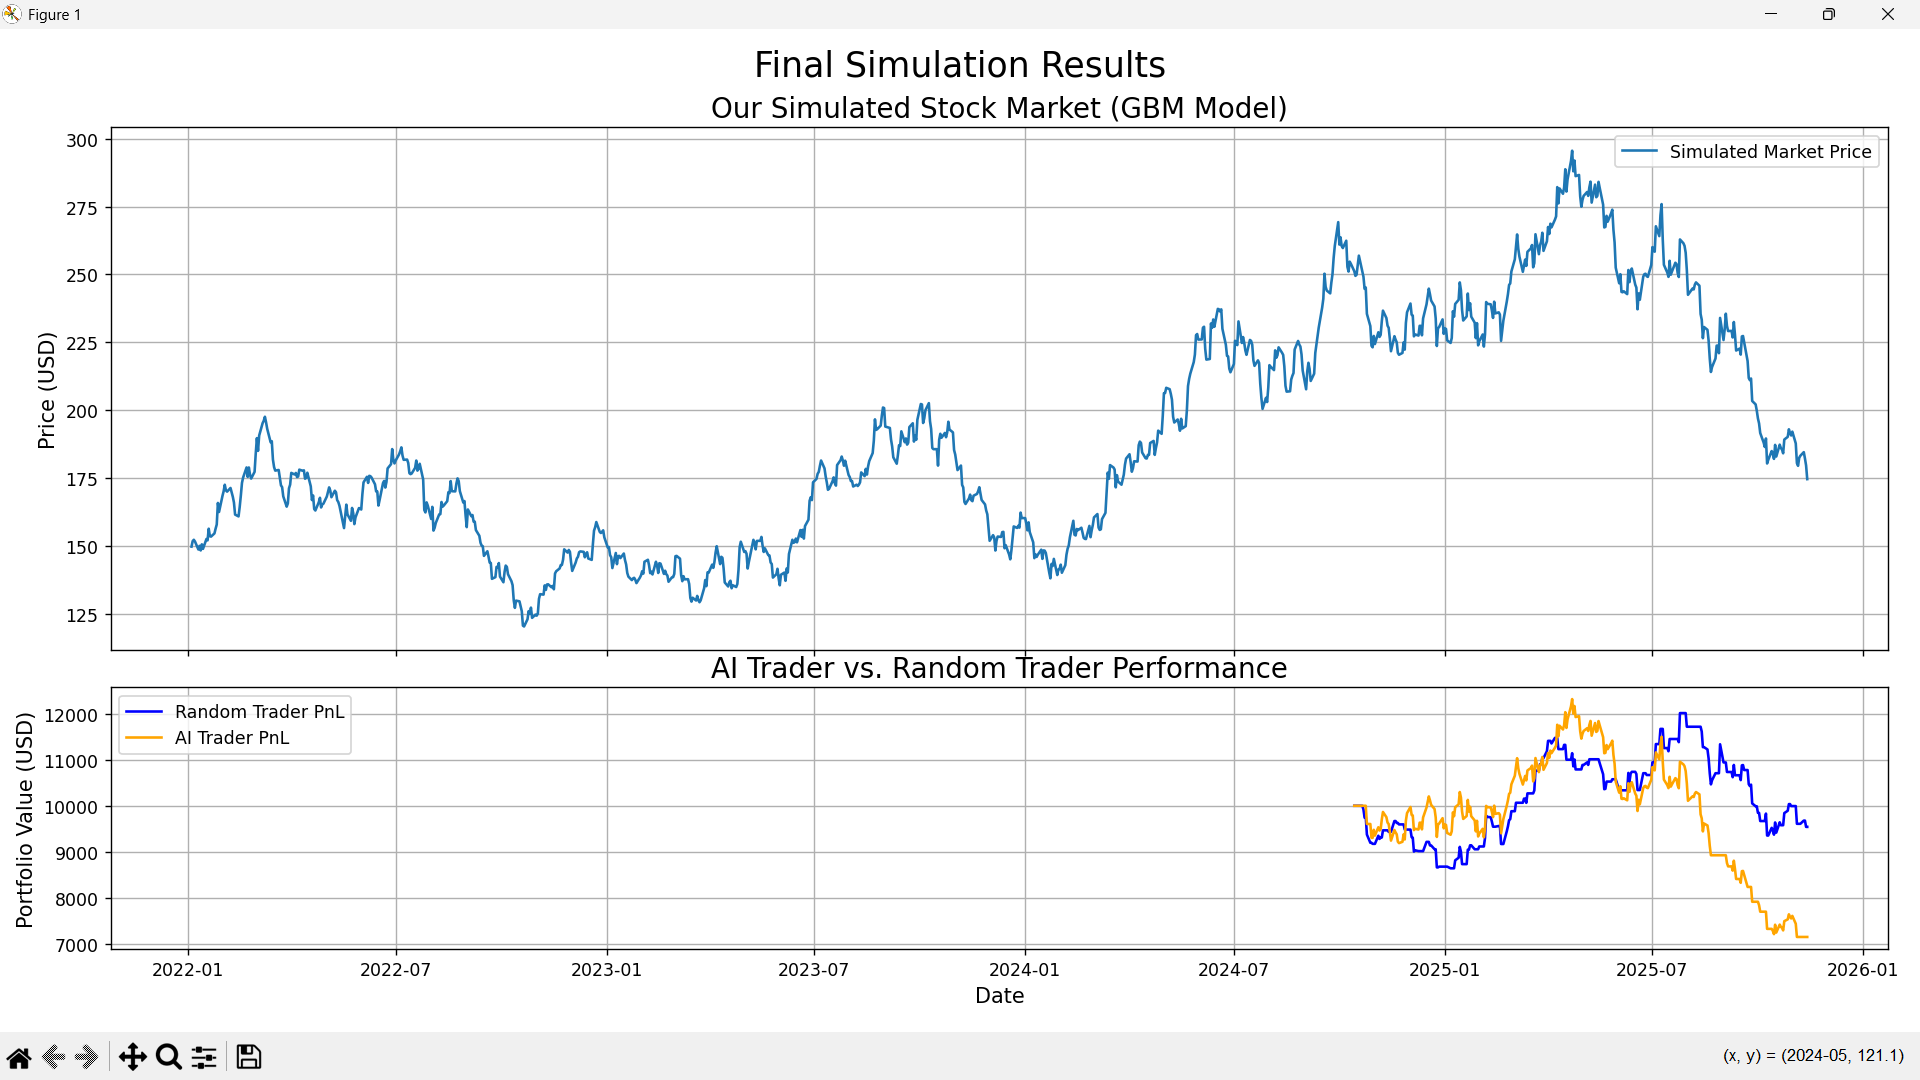 Figure 1
Final Simulation Results
Our Simulated Stock Market (GBM Model)
300
275
250
225
200
175
150
125
Price (USD)
Simulated Market Price
AI Trader vs. Random Trader Performance
12000
11000
10000
9000
8000
7000
Portfolio Value (USD)
Random Trader PnL
AI Trader PnL
2022-01 2022-07 2023-01 2023-07 2024-01 2024-07 2025-01 2025-07 2026-01
Date
(x, y) = (2024-05, 121.1)